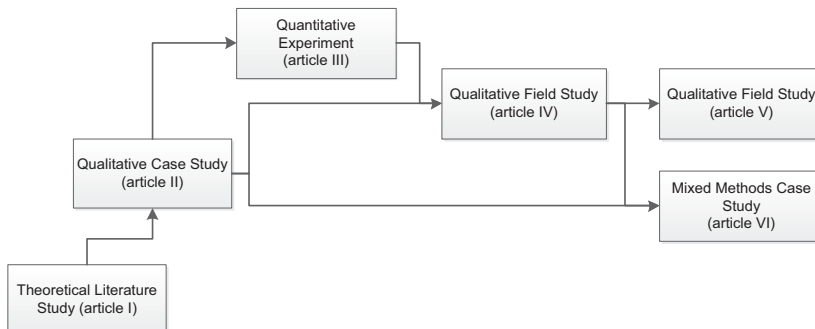 Quantitative
Experiment
(article III)
Qualitative Field Study
(article IV)
Qualitative Field Study
(article V)
Qualitative Case Study
(article II)
Mixed Methods Case
Study
(article VI)
Theoretical Literature
Study (article I)